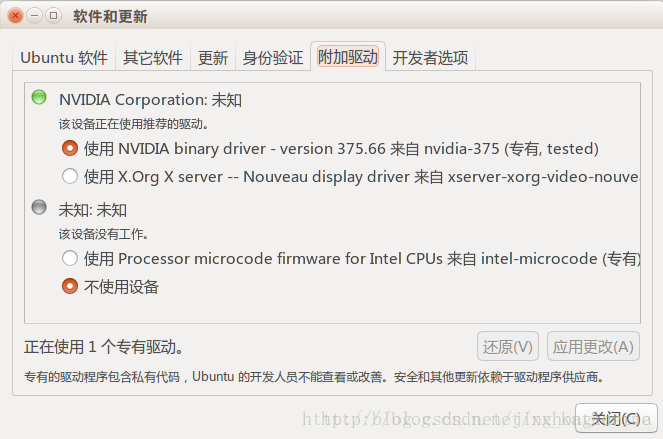 软件和更新
Ubuntu 软件 其它软件 更新 身份验证 附加驱动 开发者选项
NVIDIA Corporation: 未知
该设备正在使用推荐的驱动。
使用 NVIDIA binary driver - version 375.66 来自 nvidia-375 (专有, tested)
使用 X.Org X server -- Nouveau display driver 来自 xserver-xorg-video-nouve
未知: 未知
该设备没有工作。
使用 Processor microcode firmware for Intel CPUs 来自 intel-microcode (专有)
不使用设备
正在使用 1 个专有驱动。
还原(V) 应用更改(A)
专有的驱动程序包含私有代码，Ubuntu 的开发人员不能查看或改善。安全和其他更新依赖于驱动程序供应商。
关闭(C)